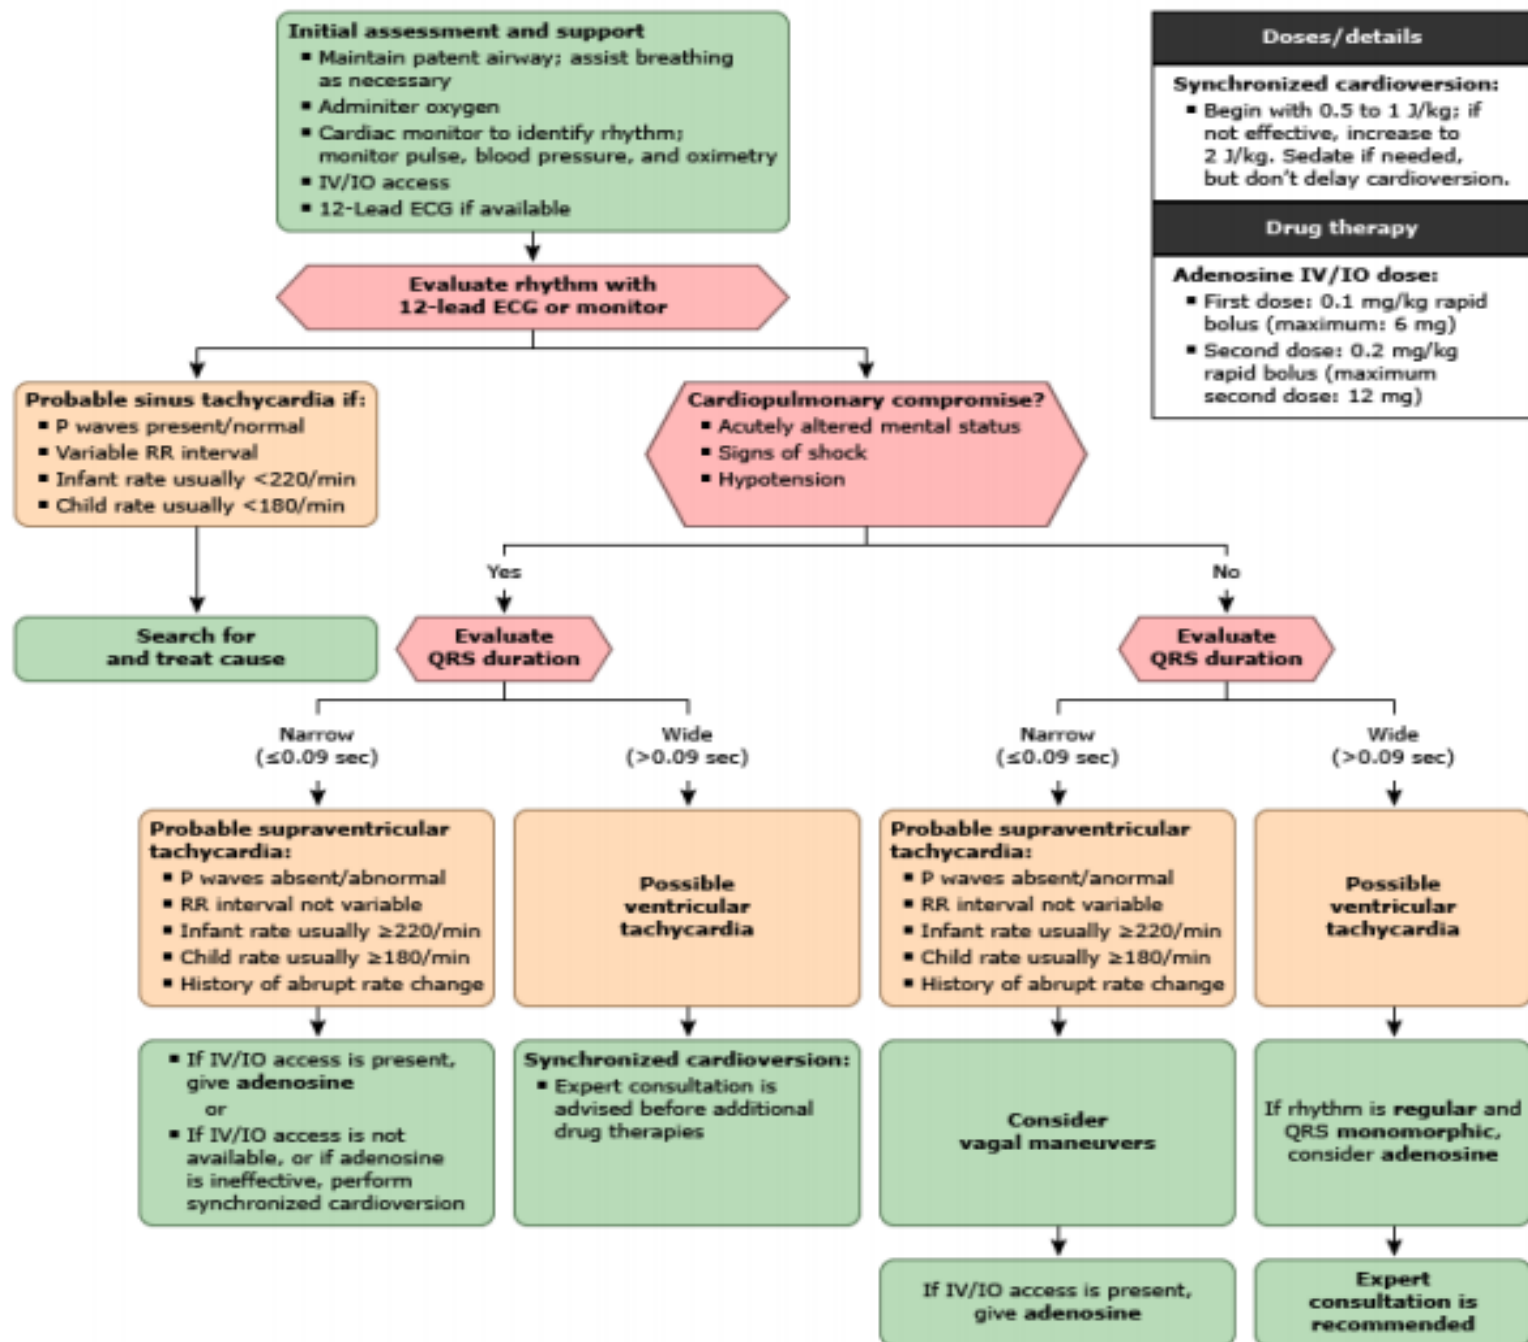 Initial assessment and support
▪ Maintain patent airway; assist breathing
as necessary
▪ Adminiter oxygen
▪ Cardiac monitor to identify rhythm;
monitor pulse, blood pressure, and oximetry
▪ IV/IO access
▪ 12-Lead ECG if available
Doses/details
Synchronized cardioversion:
▪ Begin with 0.5 to 1 J/kg; if
not effective, increase to
2 J/kg. Sedate if needed,
but don't delay cardioversion.
Drug therapy
Adenosine IV/IO dose:
▪ First dose: 0.1 mg/kg rapid
bolus (maximum: 6 mg)
▪ Second dose: 0.2 mg/kg
rapid bolus (maximum
second dose: 12 mg)
Evaluate rhythm with
12-lead ECG or monitor
Probable sinus tachycardia if:
▪ P waves present/normal
▪ Variable RR interval
▪ Infant rate usually <220/min
▪ Child rate usually <180/min
Cardiopulmonary compromise?
▪ Acutely altered mental status
▪ Signs of shock
▪ Hypotension
Search for
and treat cause
Yes
No
Evaluate
QRS duration
Evaluate
QRS duration
Narrow
(≤0.09 sec)
Wide
(>0.09 sec)
Narrow
(≤0.09 sec)
Wide
(>0.09 sec)
Probable supraventricular
tachycardia:
▪ P waves absent/abnormal
▪ RR interval not variable
▪ Infant rate usually ≥220/min
▪ Child rate usually ≥180/min
▪ History of abrupt rate change
Possible
ventricular
tachycardia
Probable supraventricular
tachycardia:
▪ P waves absent/anormal
▪ RR interval not variable
▪ Infant rate usually ≥220/min
▪ Child rate usually ≥180/min
▪ History of abrupt rate change
Possible
ventricular
tachycardia
▪ If IV/IO access is present,
give adenosine
or
▪ If IV/IO access is not
available, or if adenosine
is ineffective, perform
synchronized cardioversion
Synchronized cardioversion:
▪ Expert consultation is
advised before additional
drug therapies
Consider
vagal maneuvers
If rhythm is regular and
QRS monomorphic,
consider adenosine
If IV/IO access is present,
give adenosine
Expert
consultation is
recommended